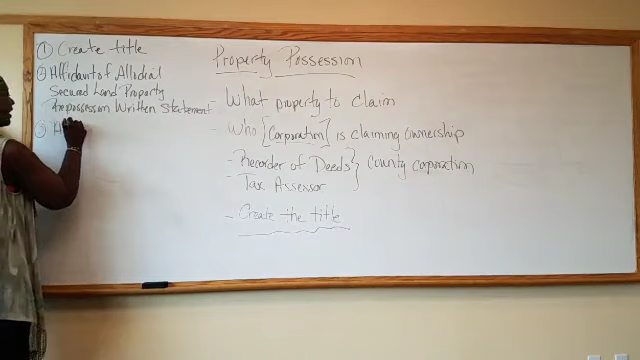 ① Create title
② Affidavit of Allodial
Secured Land Property
Repossession Written Statement
③ A
Property Possession
- What property to Claim
- Who [Corporation] is claiming ownership
- Recorder of Deeds } County corporation
- Tax Assessor
- Create the title